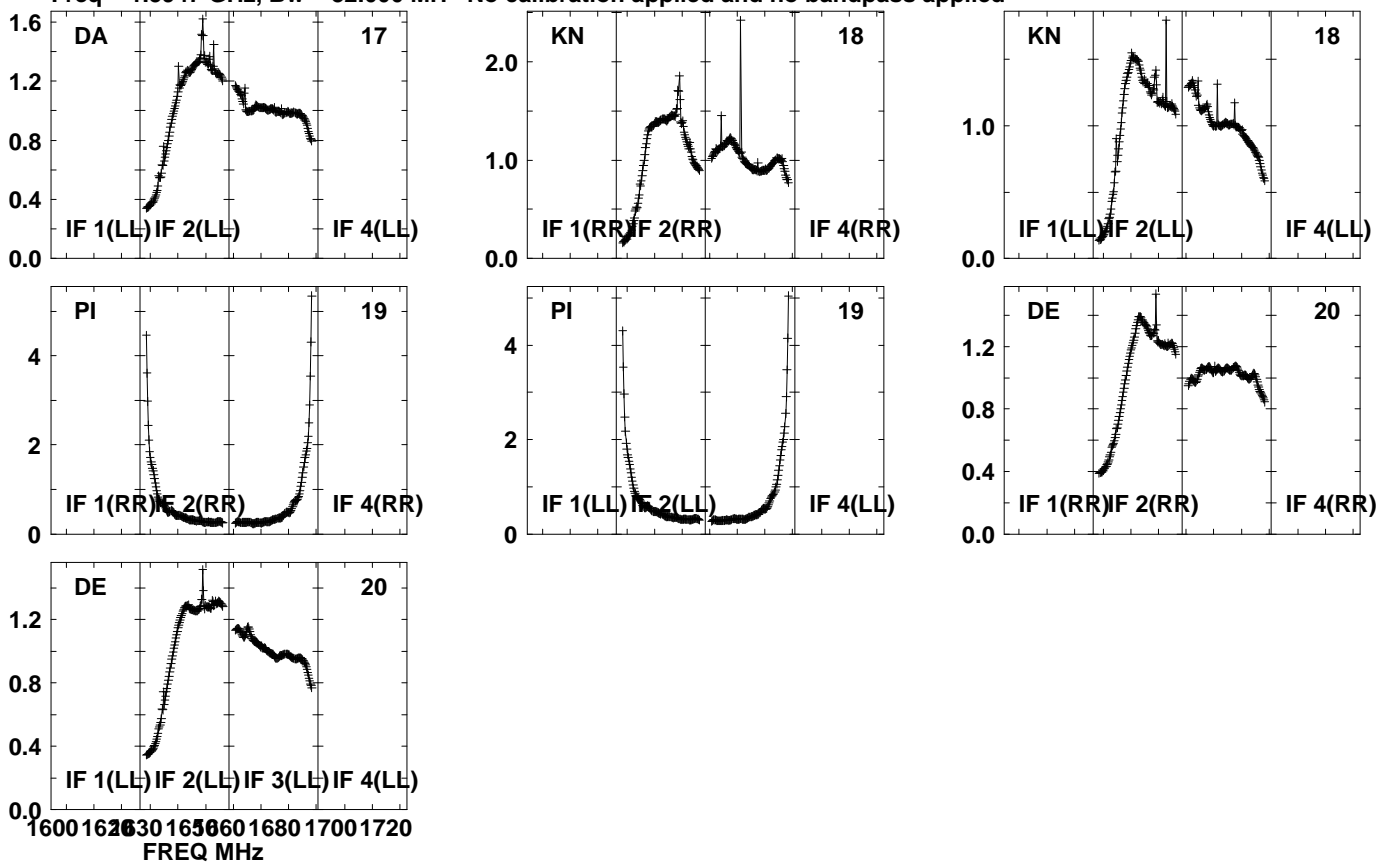 Freq GHz, Bw = 32.000 MH No calibration applied and no bandpass applied
DA 17
1.6
1.2
0.8
0.4
0.0
IF 1(LL) IF 2(LL) IF 4(LL)
KN 18
2.0
1.0
0.0
IF 1(RR) IF 2(RR) IF 4(RR)
KN 18
1.0
0.0
IF 1(LL) IF 2(LL) IF 4(LL)
PI 19
4
2
0
IF 1(RR) IF 2(RR) IF 4(RR)
PI 19
4
2
0
IF 1(LL) IF 2(LL) IF 4(LL)
DE 20
1.2
0.8
0.4
0.0
IF 1(RR) IF 2(RR) IF 4(RR)
DE 20
1.2
0.8
0.4
0.0
IF 1(LL) IF 2(LL) IF 3(LL) IF 4(LL)
1600 1620 1630 1650 1660 1680 1700 1720
FREQ MHz